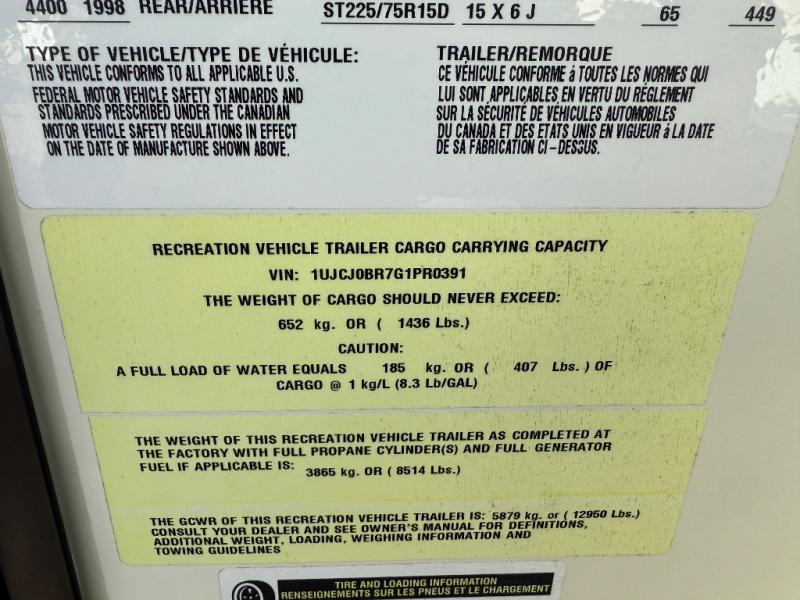 4400 1998 REAR/ARRIÈRE ST225/75R15D 15 X 6 J 65 449
TYPE OF VEHICLE/TYPE DE VÉHICULE: TRAILER/REMORQUE
THIS VEHICLE CONFORMS TO ALL APPLICABLE U.S.
FEDERAL MOTOR VEHICLE SAFETY STANDARDS AND
STANDARDS PRESCRIBED UNDER THE CANADIAN
MOTOR VEHICLE SAFETY REGULATIONS IN EFFECT
ON THE DATE OF MANUFACTURE SHOWN ABOVE.
CE VÉHICULE CONFORME à TOUTES LES NORMES QUI
LUI SONT APPLICABLES EN VERTU DU RÈGLEMENT
SUR LA SÉCURITÉ DE VÉHICULES AUTOMOBILES
DU CANADA ET DES ETATS UNIS EN VIGUEUR à LA DATE
DE SA FABRICATION CI-DESSUS.
RECREATION VEHICLE TRAILER CARGO CARRYING CAPACITY
VIN: 1UJCJ0BR7G1PR0391
THE WEIGHT OF CARGO SHOULD NEVER EXCEED:
652 kg. OR ( 1436 Lbs.)
CAUTION:
A FULL LOAD OF WATER EQUALS 185 kg. OR ( 407 Lbs. ) OF
CARGO @ 1 kg/L (8.3 Lb/GAL)
THE WEIGHT OF THIS RECREATION VEHICLE TRAILER AS COMPLETED AT
THE FACTORY WITH FULL PROPANE CYLINDER(S) AND FULL GENERATOR
FUEL IF APPLICABLE IS: 3865 kg. OR ( 8514 Lbs.)
THE GCWR OF THIS RECREATION VEHICLE TRAILER IS: 5879 kg. or ( 12950 Lbs.)
CONSULT YOUR DEALER AND SEE OWNER'S MANUAL FOR DEFINITIONS,
ADDITIONAL WEIGHT, LOADING, WEIGHING INFORMATION AND
TOWING GUIDELINES
TIRE AND LOADING INFORMATION
RENSEIGNEMENTS SUR LES PNEUS ET LE CHARGEMENT